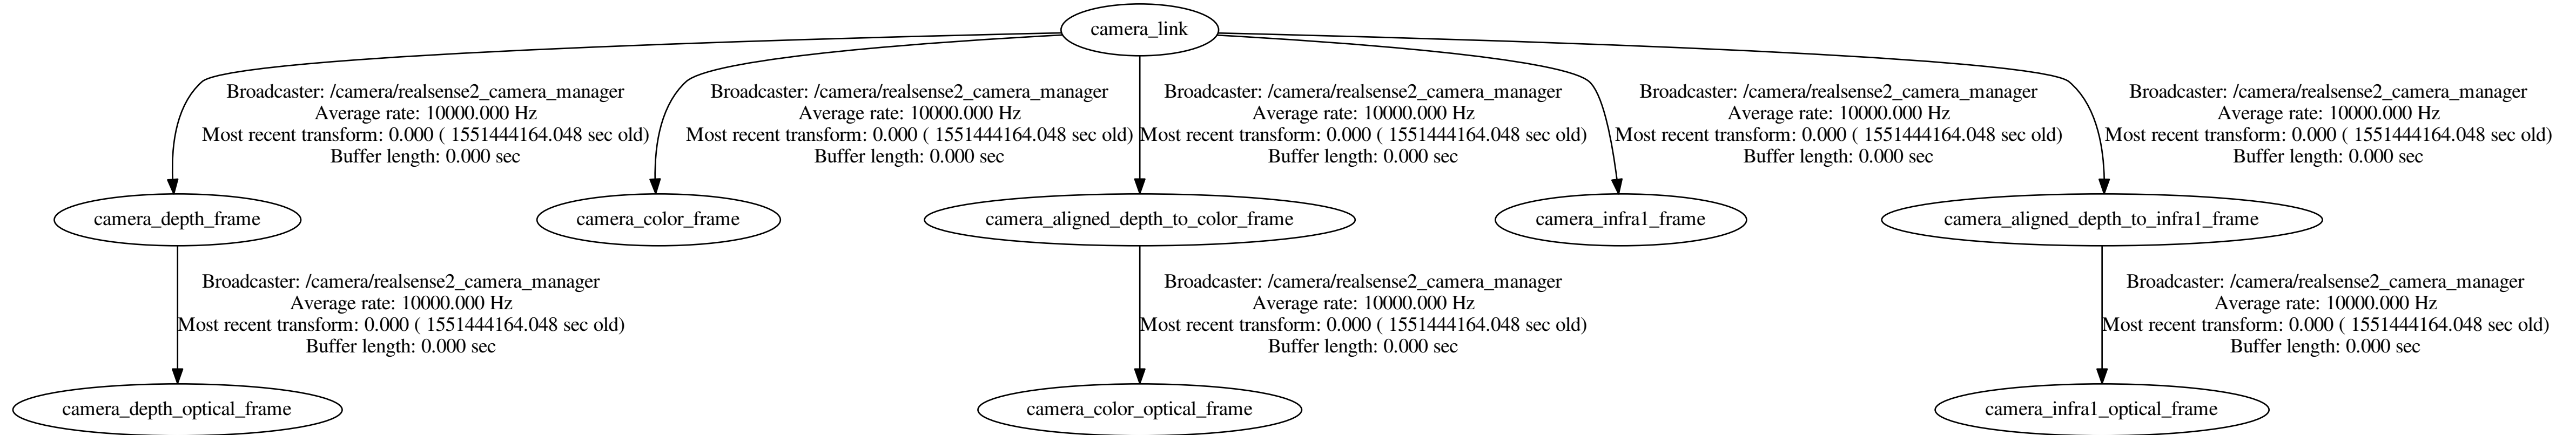 camera_link
Broadcaster: /camera/realsense2_camera_manager
Average rate: 10000.000 Hz
Most recent transform: 0.000 ( 1551444164.048 sec old)
Buffer length: 0.000 sec
Broadcaster: /camera/realsense2_camera_manager
Average rate: 10000.000 Hz
Most recent transform: 0.000 ( 1551444164.048 sec old)
Buffer length: 0.000 sec
Broadcaster: /camera/realsense2_camera_manager
Average rate: 10000.000 Hz
Most recent transform: 0.000 ( 1551444164.048 sec old)
Buffer length: 0.000 sec
Broadcaster: /camera/realsense2_camera_manager
Average rate: 10000.000 Hz
Most recent transform: 0.000 ( 1551444164.048 sec old)
Buffer length: 0.000 sec
Broadcaster: /camera/realsense2_camera_manager
Average rate: 10000.000 Hz
Most recent transform: 0.000 ( 1551444164.048 sec old)
Buffer length: 0.000 sec
camera_depth_frame
camera_color_frame
camera_aligned_depth_to_color_frame
camera_infra1_frame
camera_aligned_depth_to_infra1_frame
Broadcaster: /camera/realsense2_camera_manager
Average rate: 10000.000 Hz
Most recent transform: 0.000 ( 1551444164.048 sec old)
Buffer length: 0.000 sec
Broadcaster: /camera/realsense2_camera_manager
Average rate: 10000.000 Hz
Most recent transform: 0.000 ( 1551444164.048 sec old)
Buffer length: 0.000 sec
Broadcaster: /camera/realsense2_camera_manager
Average rate: 10000.000 Hz
Most recent transform: 0.000 ( 1551444164.048 sec old)
Buffer length: 0.000 sec
camera_depth_optical_frame
camera_color_optical_frame
camera_infra1_optical_frame